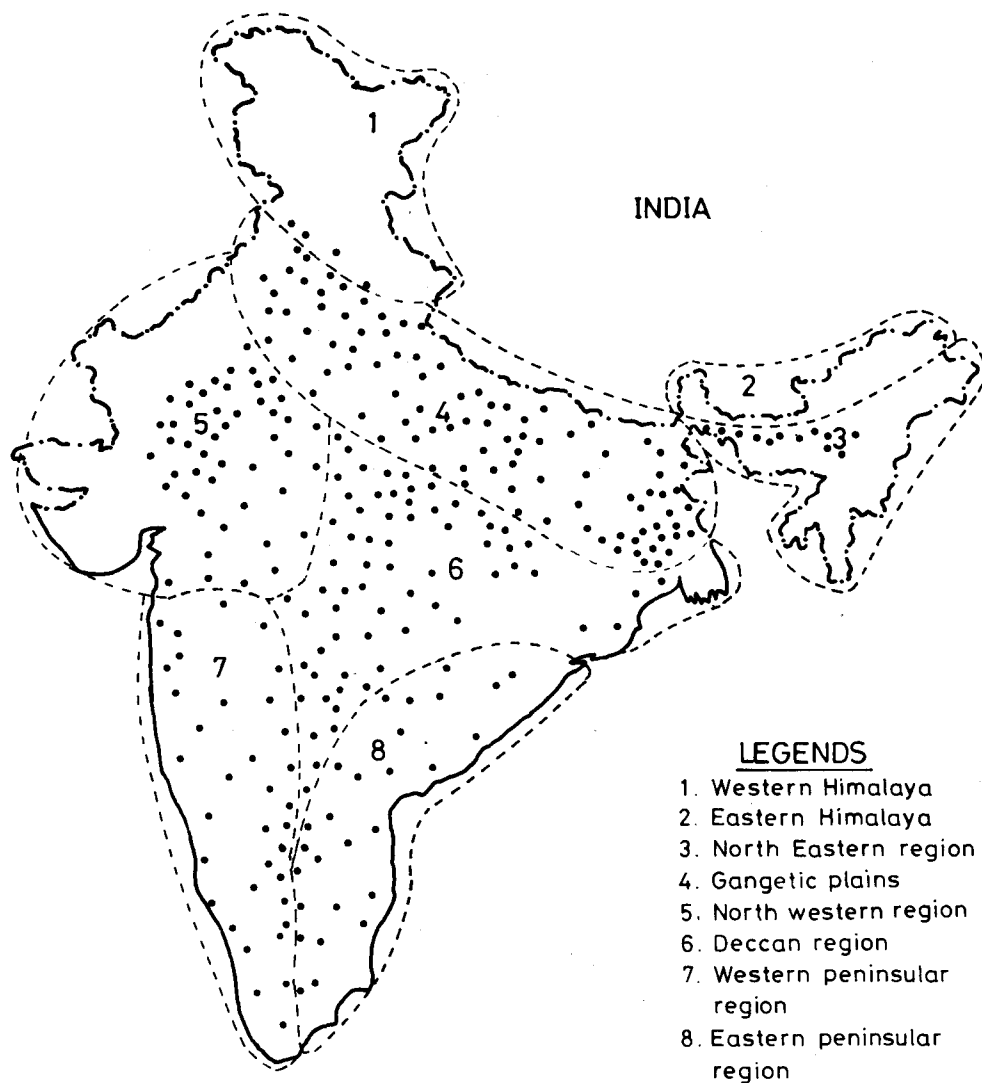 INDIA
1
2
3
4
5
6
7
8
LEGENDS
1. Western Himalaya
2. Eastern Himalaya
3. North Eastern region
4. Gangetic plains
5. North western region
6. Deccan region
7. Western peninsular
region
8. Eastern peninsular
region